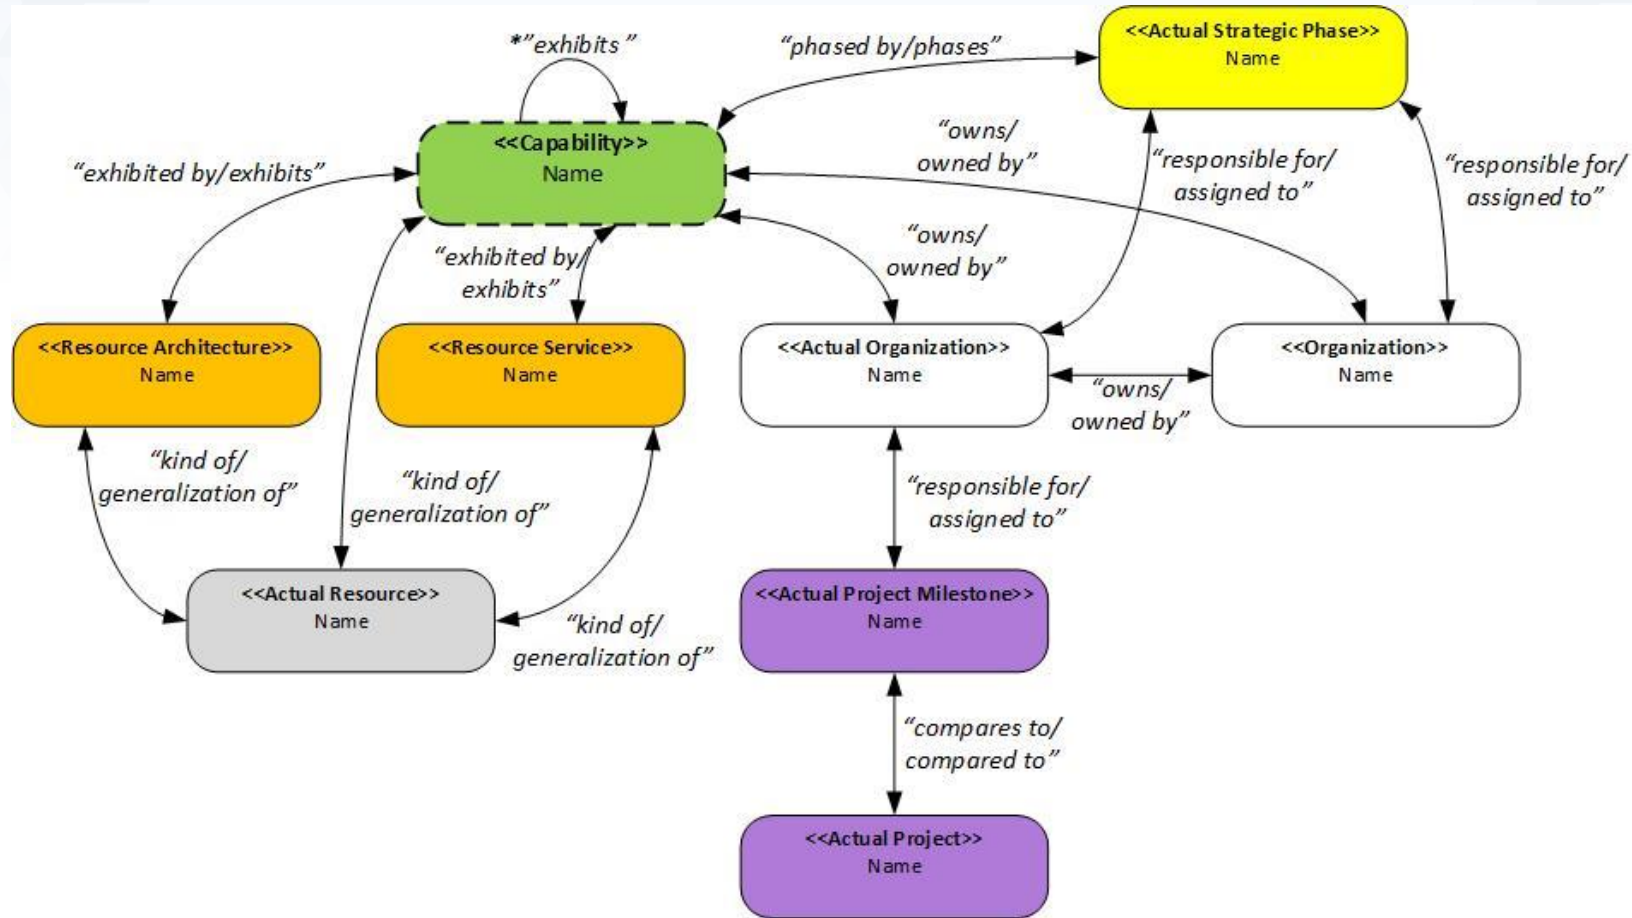 *”exhibits ”
“phased by/phases”
<<Actual Strategic Phase>>
Name
“owns/
owned by”
<<Capability>>
Name
“exhibited by/exhibits”
“responsible for/
assigned to”
“responsible for/
assigned to”
“exhibited by/
exhibits”
“owns/
owned by”
<<Resource Architecture>>
Name
<<Resource Service>>
Name
<<Actual Organization>>
Name
<<Organization>>
Name
“owns/
owned by”
“kind of/
generalization of”
“kind of/
generalization of”
“responsible for/
assigned to”
<<Actual Resource>>
Name
“kind of/
generalization of”
<<Actual Project Milestone>>
Name
“compares to/
compared to”
<<Actual Project>>
Name